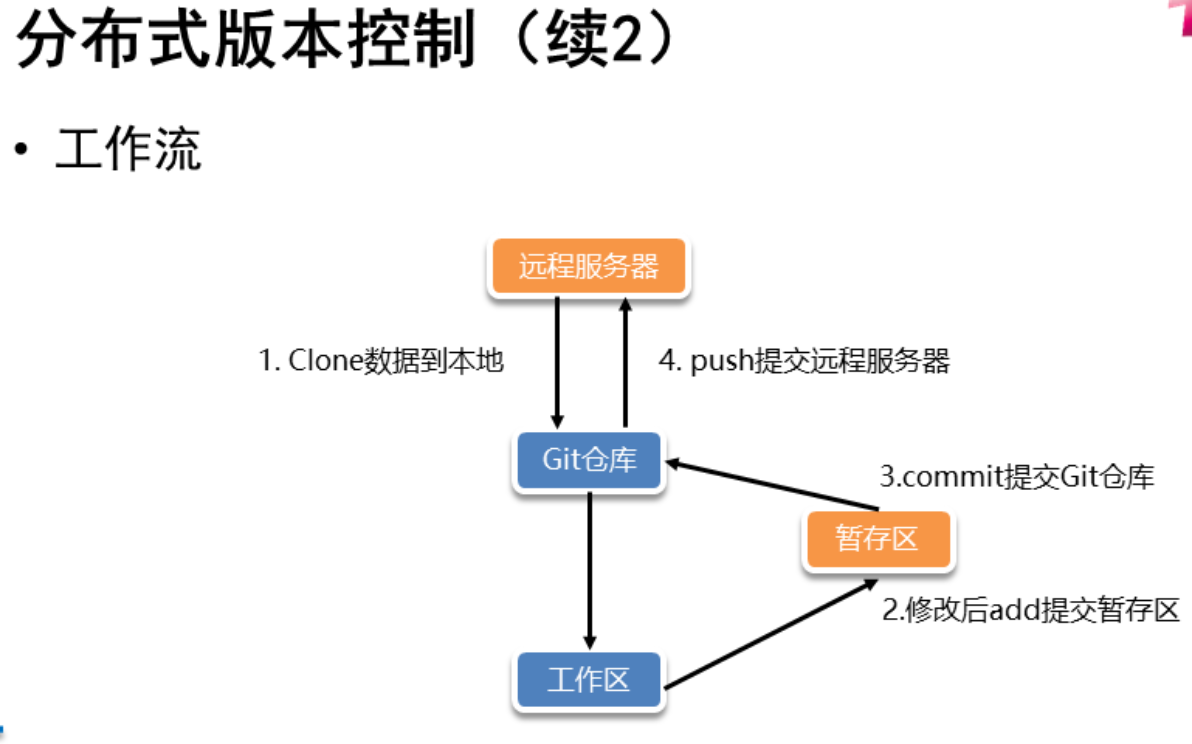 分布式版本控制（续2）
• 工作流
远程服务器
1. Clone数据到本地
4. push提交远程服务器
Git仓库
3.commit提交Git仓库
暂存区
2.修改后add提交暂存区
工作区